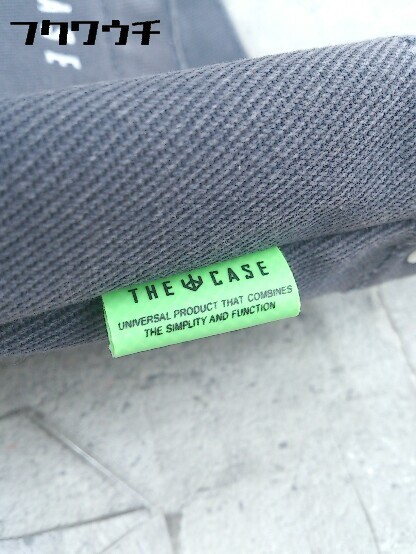 フクワウチ
THE CASE
UNIVERSAL PRODUCT THAT COMBINES
THE SIMPLITY AND FUNCTION